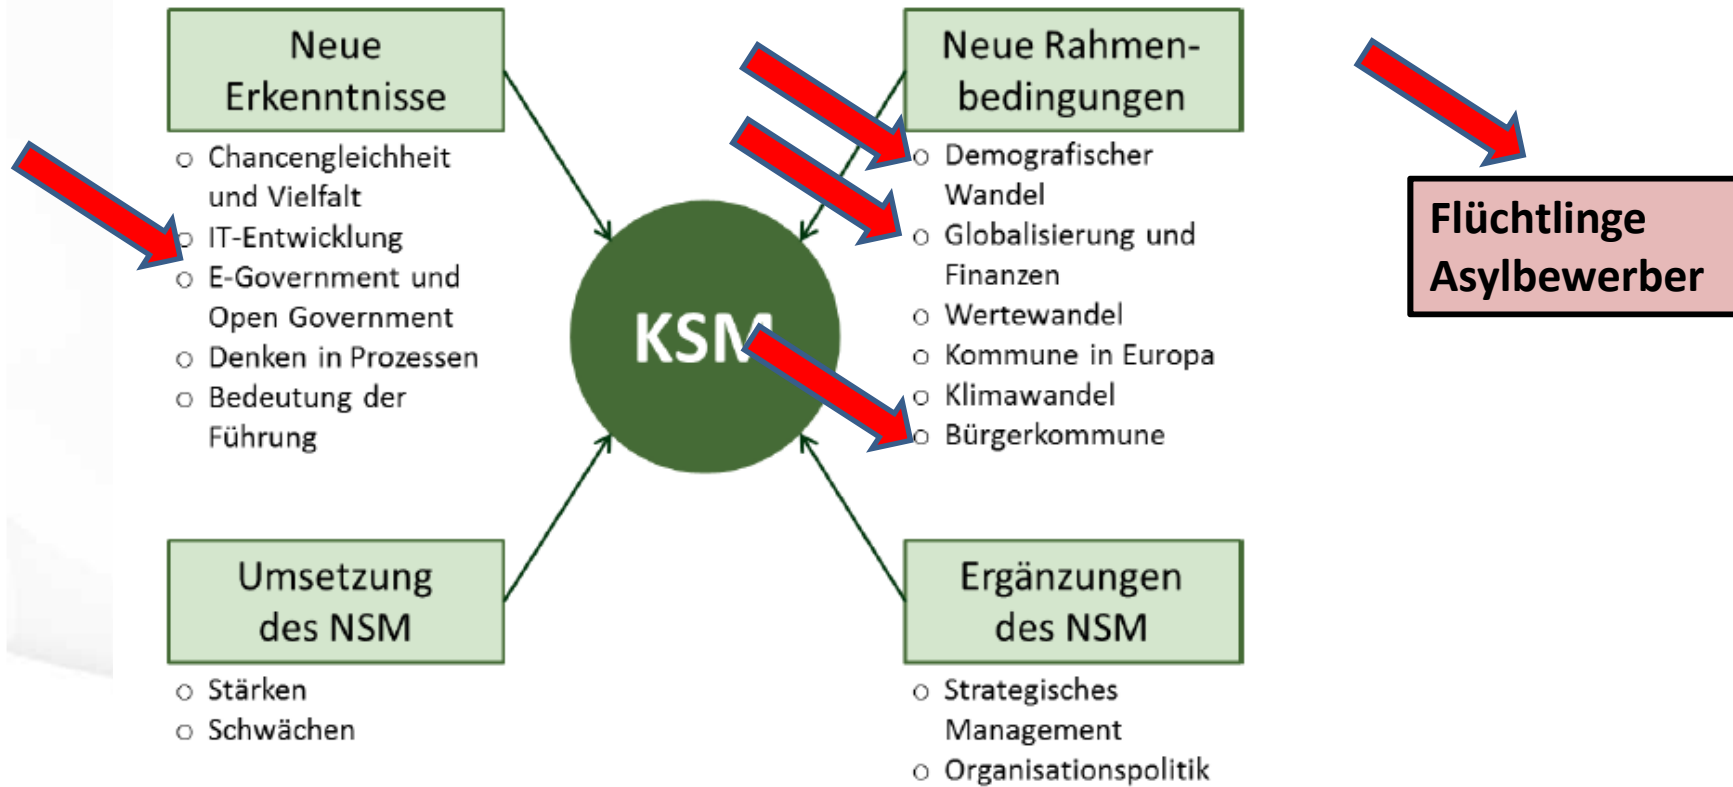 Neue
Erkenntnisse
○ Chancengleichheit
und Vielfalt
○ IT-Entwicklung
○ E-Government und
Open Government
○ Denken in Prozessen
○ Bedeutung der
Führung
Neue Rahmen-
bedingungen
○ Demografischer
Wandel
○ Globalisierung und
Finanzen
○ Wertewandel
○ Kommune in Europa
○ Klimawandel
○ Bürgerkommune
Flüchtlinge
Asylbewerber
KSM
Umsetzung
des NSM
○ Stärken
○ Schwächen
Ergänzungen
des NSM
○ Strategisches
Management
○ Organisationspolitik